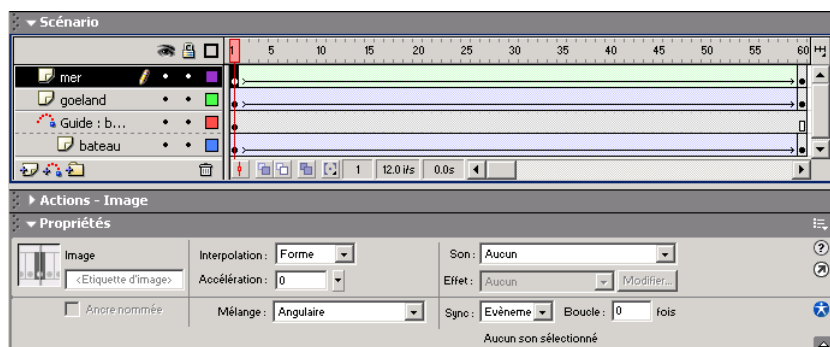 Scénario
1 5 10 15 20 25 30 35 40 45 50 55 60
mer
goeland
Guide : b...
bateau
1 12.0 i/s 0.0s
Actions - Image
Propriétés
Image Interpolation : Forme Son : Aucun
<Etiquette d'image> Accélération : 0 Effet : Aucun Modifier...
Ancre nommée Mélange : Angulaire Sync : Evèneme Boucle : 0 fois
Aucun son sélectionné